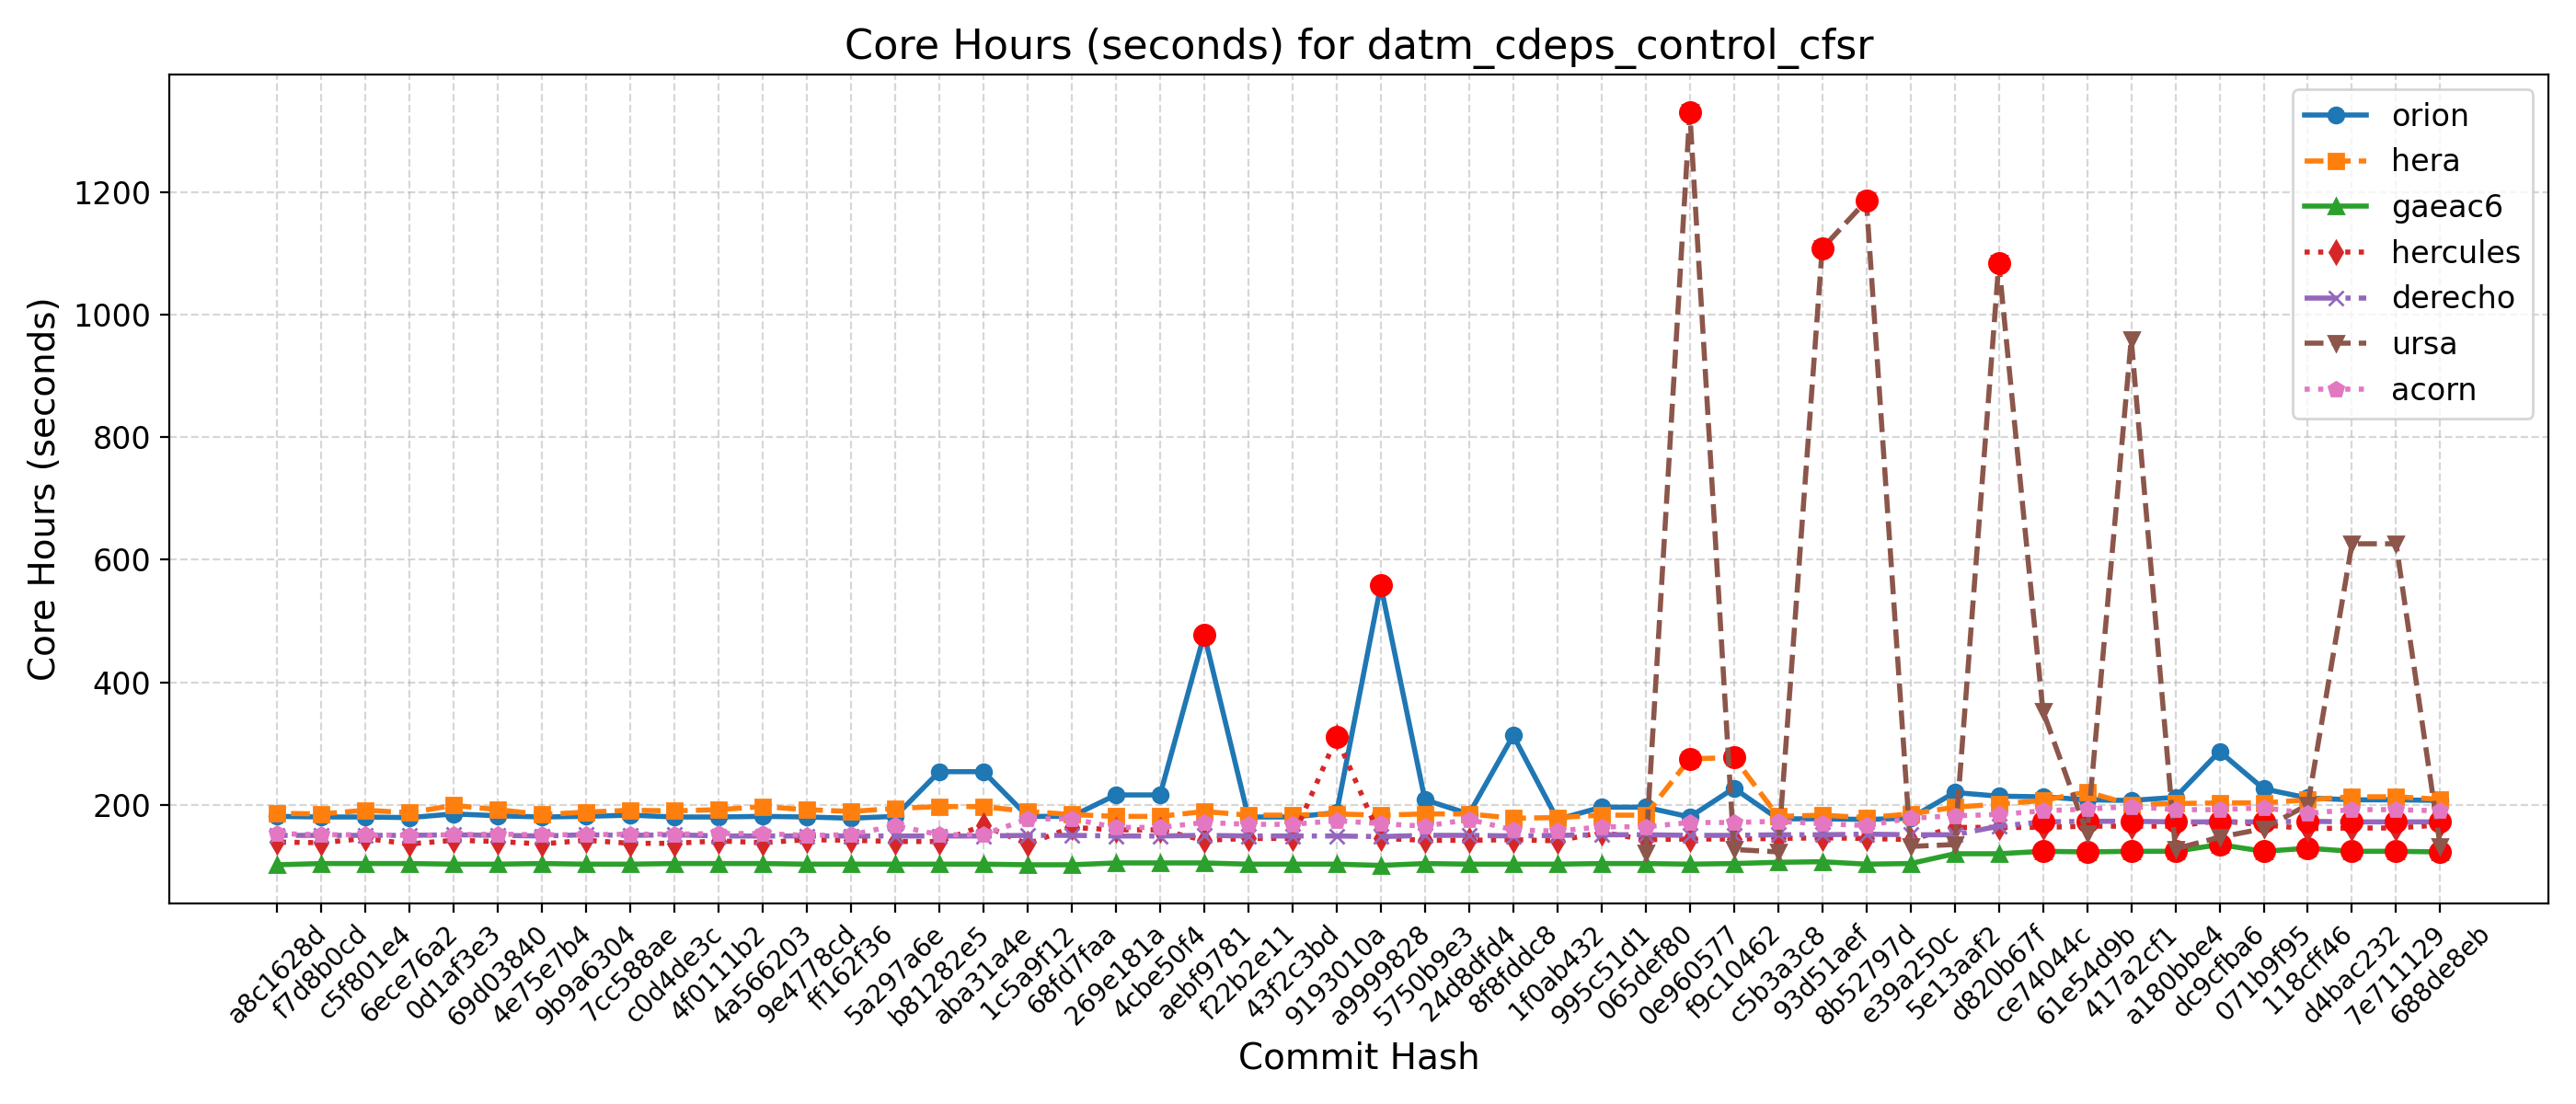 Core Hours (seconds) for datm_cdeps_control_cfsr
Core Hours (seconds)
1200
1000
800
600
400
200
orion
hera
gaeac6
hercules
derecho
ursa
acorn
a8c1628d
f7d8b0cd
c5f801e4
6ece76a2
0d1af3e3
69d03840
4e75e7b4
9b9a6304
7cc588ae
c0d4de3c
4f0111b2
4a566203
9e4778cd
ff162f36
5a297a6e
b81282e5
aba31a4e
1c5a9f12
68fd7faa
269e181a
4cbe50f4
aebf9781
f22b2e11
43f2c3bd
9193010a
a9999828
5750b9e3
24d8dfd4
8f8fddc8
1f0ab432
995c51d1
065def80
0e960577
f9c10462
c5b3a3c8
93d51aef
8b52797d
e39a250c
5e13aaf2
d820b67f
ce74044c
61e54d9b
417a2cf1
a180bbe4
dc9cfba6
071b9f95
118cff46
d4bac232
7e711129
688de8eb
Commit Hash